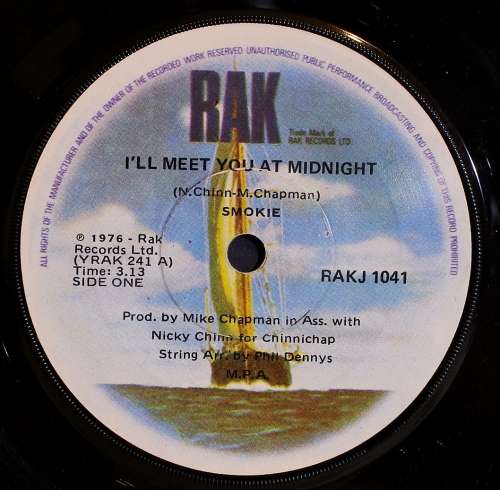 ALL RIGHTS OF THE MANUFACTURER AND OF THE OWNER OF THE RECORDED WORK RESERVED. UNAUTHORISED PUBLIC PERFORMANCE BROADCASTING AND COPYING OF THIS RECORD PROHIBITED
RAK
Trade Mark of
RAK RECORDS LTD.
I'LL MEET YOU AT MIDNIGHT
(N.Chinn-M.Chapman)
SMOKIE
℗ 1976 - Rak
Records Ltd.
(YRAK 241 A)
Time: 3.13
SIDE ONE
RAKJ 1041
Prod. by Mike Chapman in Ass. with
Nicky Chinn for Chinnichap
String Arr. by Phil Dennys
M.P.A.